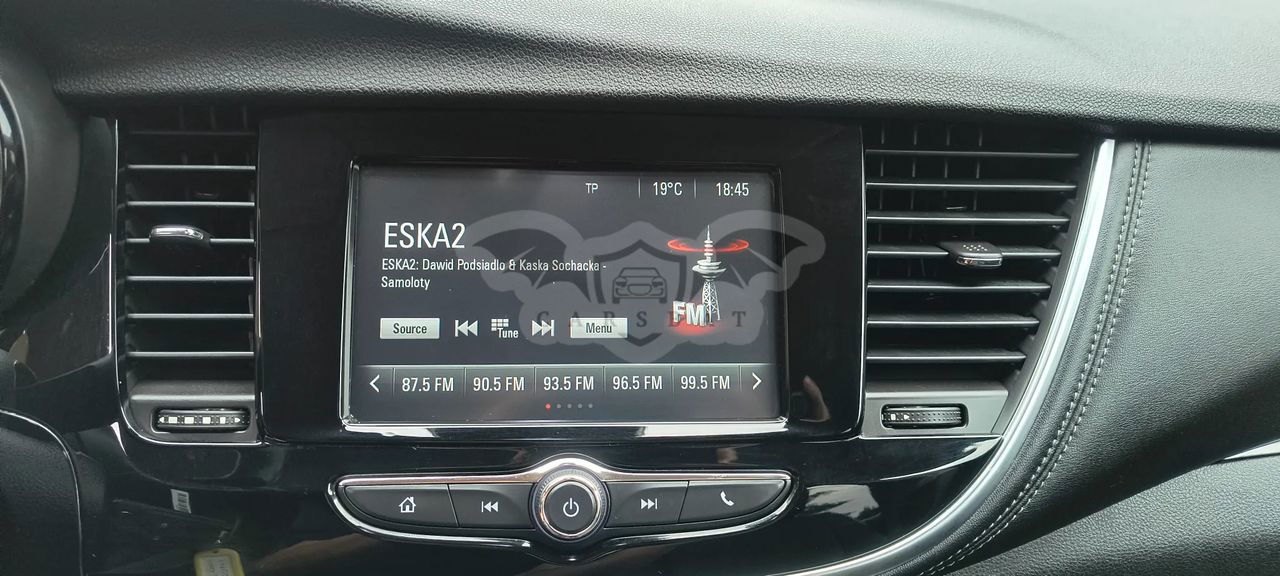 TP 19°C 18:45
ESKA2
ESKA2: Dawid Podsiadlo & Kaska Sochacka -
Samoloty
FM
Source Tune Menu
CARSBAT
87.5 FM 90.5 FM 93.5 FM 96.5 FM 99.5 FM